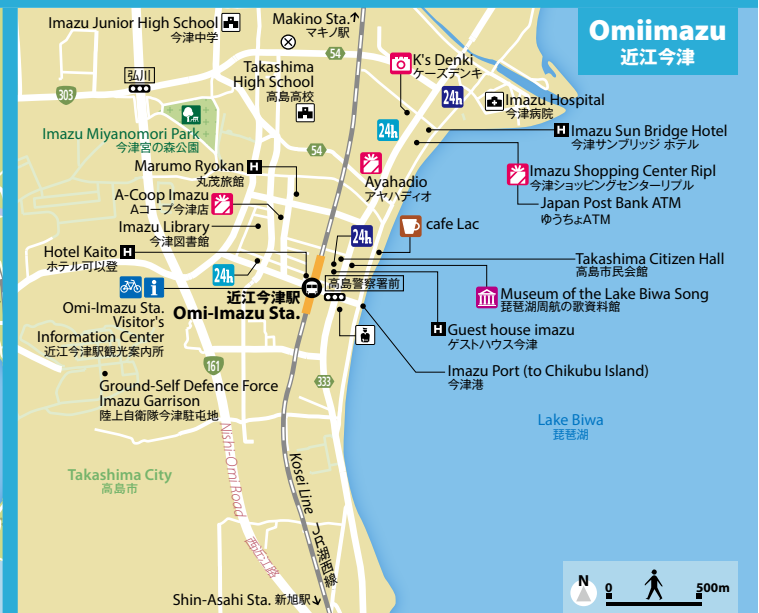 Omiimazu
近江今津
Imazu Junior High School
今津中学
Makino Sta.
マキノ駅
54
K's Denki
ケーズデンキ
弘川
303
Takashima
High School
高島高校
24h
Imazu Hospital
今津病院
24h
H Imazu Sun Bridge Hotel
今津サンブリッジ ホテル
Imazu Miyanomori Park
今津宮の森公園
54
Marumo Ryokan H
丸茂旅館
Ayahadio
アヤハディオ
Imazu Shopping Center Ripl
今津ショッピングセンターリプル
Japan Post Bank ATM
ゆうちょATM
A-Coop Imazu
Aコープ今津店
Imazu Library
今津図書館
cafe Lac
24h
Hotel Kaito H
ホテル可以登
24h
Takashima Citizen Hall
高島市民会館
高島警察署前
近江今津駅
Omi-Imazu Sta.
Museum of the Lake Biwa Song
琵琶湖周航の歌資料館
Omi-Imazu Sta.
Visitor's
Information Center
近江今津駅観光案内所
H Guest house imazu
ゲストハウス今津
161
333
Imazu Port (to Chikubu Island)
今津港
Ground-Self Defence Force
Imazu Garrison
陸上自衛隊今津駐屯地
Lake Biwa
琵琶湖
Nishi-Omi Road
西近江路
Takashima City
高島市
Kosei Line
JR湖西線
Shin-Asahi Sta. 新旭駅
N
0 500m